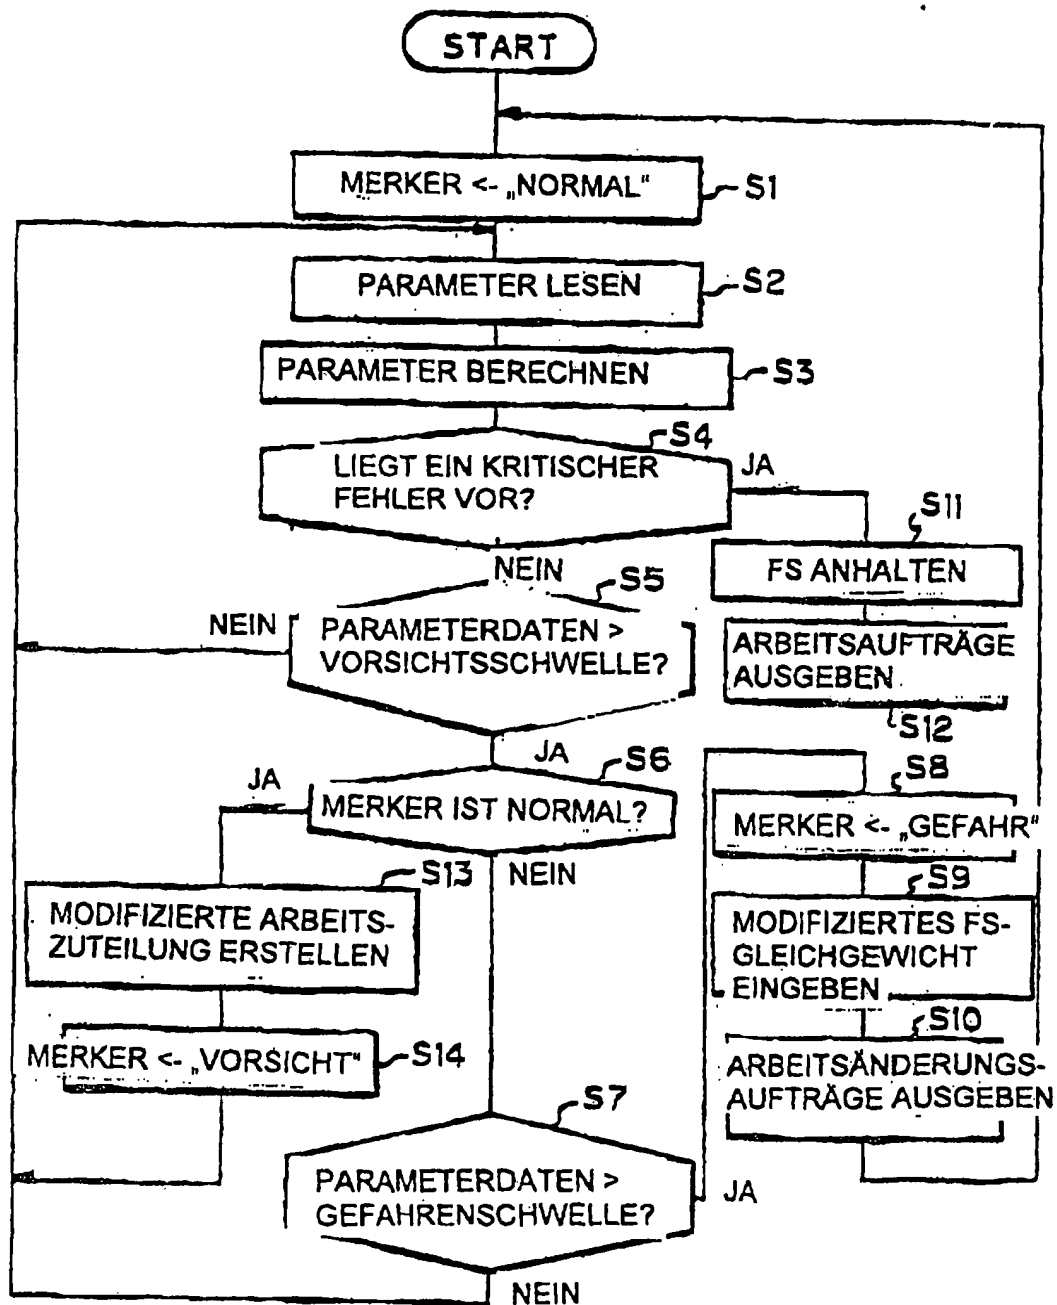 START
MERKER <- „NORMAL“
S1
PARAMETER LESEN
S2
PARAMETER BERECHNEN
S3
S4
LIEGT EIN KRITISCHER
FEHLER VOR?
JA
NEIN
S11
FS ANHALTEN
ARBEITSAUFTRÄGE
AUSGEBEN
S12
S5
NEIN
PARAMETERDATEN >
VORSICHTSSCHWELLE?
JA
S6
JA
MERKER IST NORMAL?
NEIN
S13
MODIFIZIERTE ARBEITS-
ZUTEILUNG ERSTELLEN
MERKER <- „VORSICHT“
S14
S7
PARAMETERDATEN >
GEFAHRENSCHWELLE?
JA
NEIN
S8
MERKER <- „GEFAHR“
S9
MODIFIZIERTES FS-
GLEICHGEWICHT
EINGEBEN
S10
ARBEITSÄNDERUNGS-
AUFTRÄGE AUSGEBEN